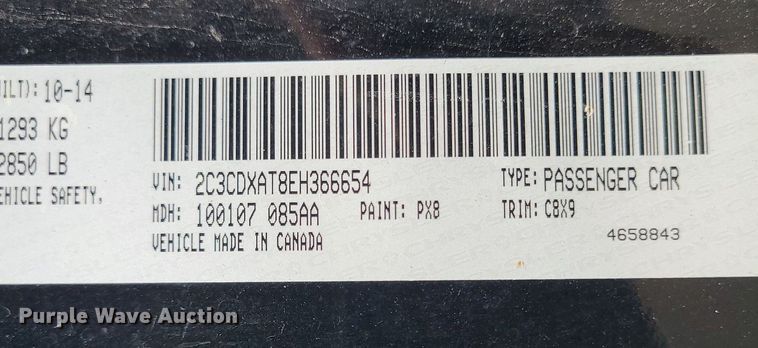 UILT): 10-14
1293 KG
2850 LB
EHICLE SAFETY,
VIN: 2C3CDXAT8EH366654
TYPE: PASSENGER CAR
MDH: 100107 085AA
PAINT: PX8
TRIM: C8X9
VEHICLE MADE IN CANADA
4658843
Purple Wave Auction